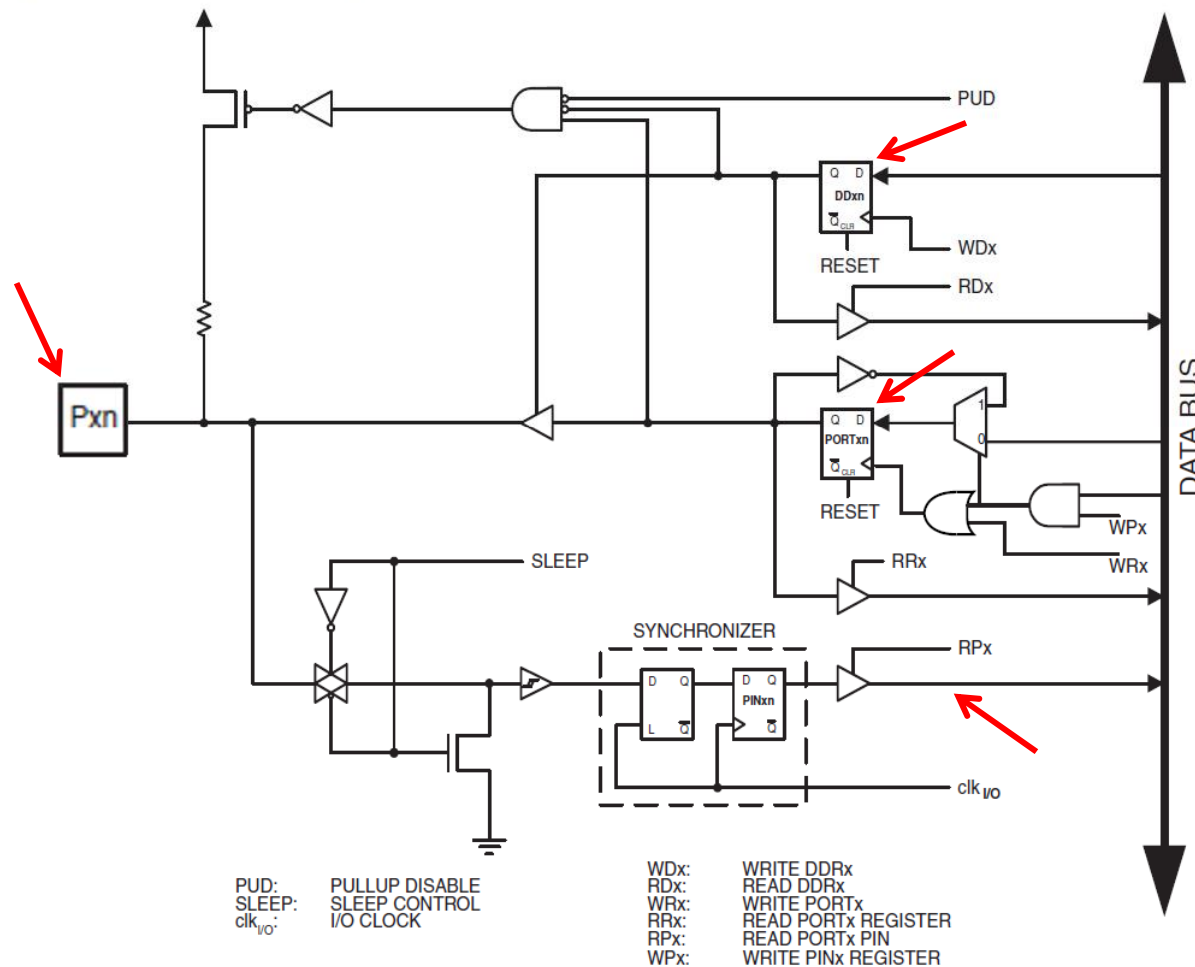 PUD
Q D
DDxn
Q CLR
WDx
RESET
RDx
Pxn
1
Q D
PORTxn
0
Q CLR
RESET
WPx
WRx
DATA BUS
SLEEP
RRx
SYNCHRONIZER
RPx
D Q
D Q
PINxn
L Q
Q
clk I/O
PUD: PULLUP DISABLE
SLEEP: SLEEP CONTROL
clkI/O: I/O CLOCK
WDx: WRITE DDRx
RDx: READ DDRx
WRx: WRITE PORTx
RRx: READ PORTx REGISTER
RPx: READ PORTx PIN
WPx: WRITE PINx REGISTER